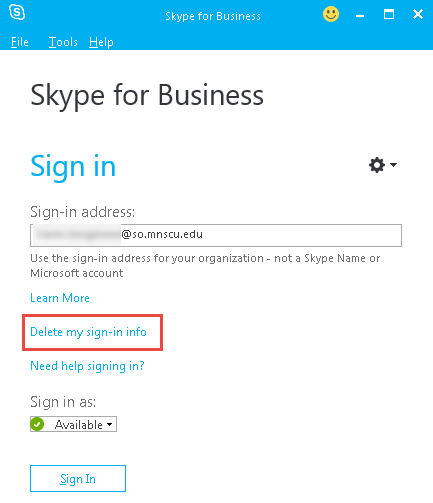 Skype for Business
File Tools Help
Skype for Business
Sign in
Sign-in address:
@so.mnscu.edu
Use the sign-in address for your organization - not a Skype Name or
Microsoft account
Learn More
Delete my sign-in info
Need help signing in?
Sign in as:
Available
Sign In